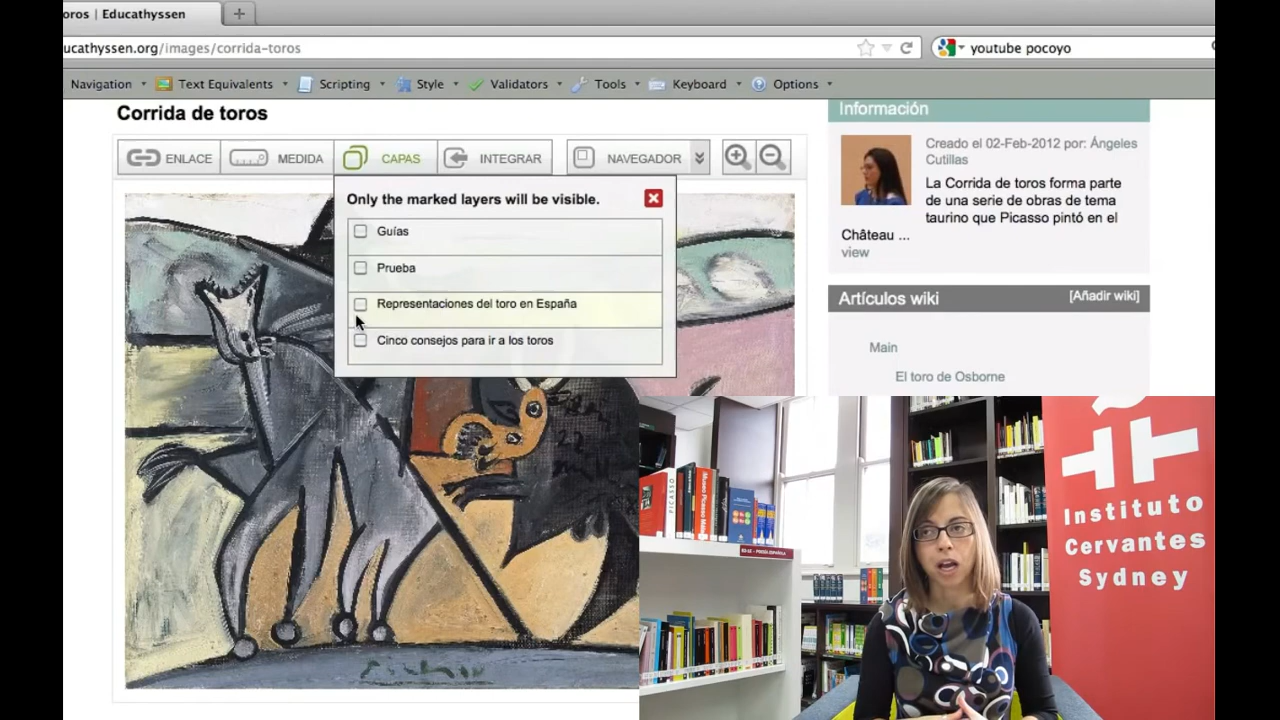 oros | Educathyssen
ucathyssen.org/images/corrida-toros
youtube pocoyo
Navigation
Text Equivalents
Scripting
Style
Validators
Tools
Keyboard
Options
Corrida de toros
ENLACE
MEDIDA
CAPAS
INTEGRAR
NAVEGADOR
Only the marked layers will be visible.
Guías
Prueba
Representaciones del toro en España
Cinco consejos para ir a los toros
Información
Creado el 02-Feb-2012 por: Ángeles
Cutillas
La Corrida de toros forma parte
de una serie de obras de tema
taurino que Picasso pintó en el
Château ...
view
Artículos wiki
[Añadir wiki]
Main
El toro de Osborne
PICASSO
Museo Picasso
Instituto
Cervantes
Sydney